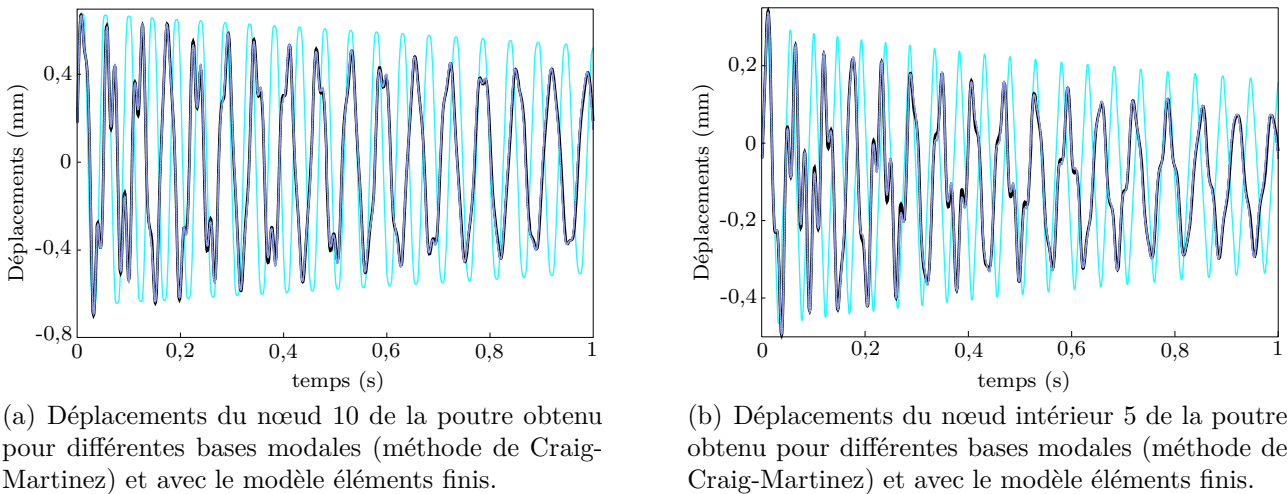 Déplacements (mm)
0,4
0
-0,4
-0,8
0
0,2
0,4
0,6
0,8
1
temps (s)
(a) Déplacements du nœud 10 de la poutre obtenu
pour différentes bases modales (méthode de Craig-
Martinez) et avec le modèle éléments finis.
Déplacements (mm)
0,2
0
-0,2
-0,4
0
0,2
0,4
0,6
0,8
1
temps (s)
(b) Déplacements du nœud intérieur 5 de la poutre
obtenu pour différentes bases modales (méthode de
Craig-Martinez) et avec le modèle éléments finis.